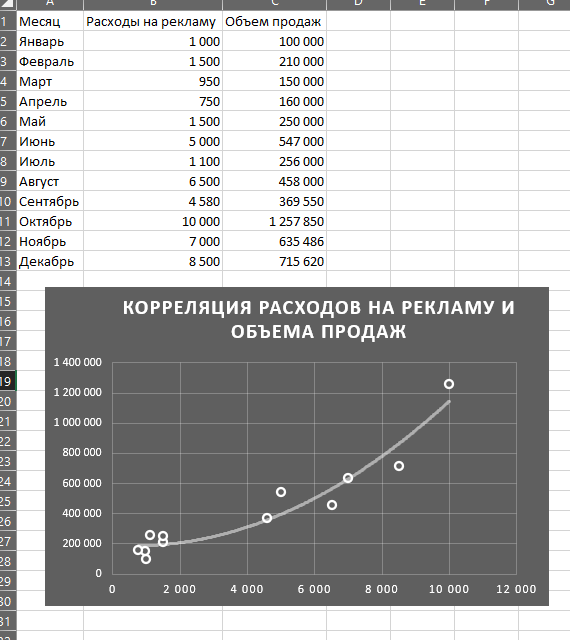 A B C D E F G
1 Месяц Расходы на рекламу Объем продаж
2 Январь 1 000 100 000
3 Февраль 1 500 210 000
4 Март 950 150 000
5 Апрель 750 160 000
6 Май 1 500 250 000
7 Июнь 5 000 547 000
8 Июль 1 100 256 000
9 Август 6 500 458 000
10 Сентябрь 4 580 369 550
11 Октябрь 10 000 1 257 850
12 Ноябрь 7 000 635 486
13 Декабрь 8 500 715 620
14
15
16
17
18
19
20
21
22
23
24
25
26
27
28
29
30
31
КОРРЕЛЯЦИЯ РАСХОДОВ НА РЕКЛАМУ И
ОБЪЕМА ПРОДАЖ
1 400 000
1 200 000
1 000 000
800 000
600 000
400 000
200 000
0
0 2 000 4 000 6 000 8 000 10 000 12 000